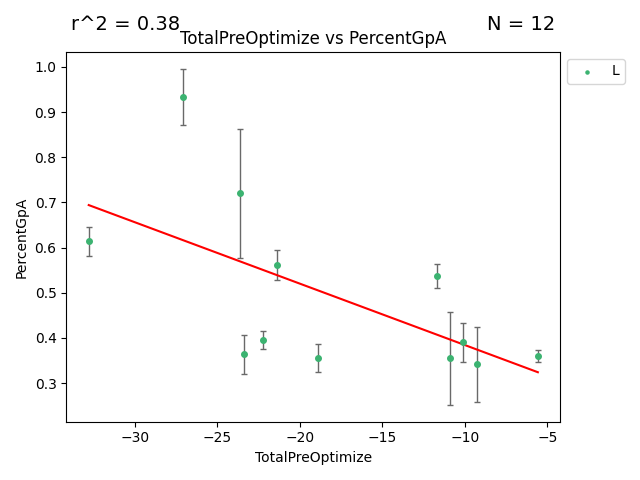 r^2 = 0.38
N = 12
TotalPreOptimize vs PercentGpA
L
1.0
0.9
0.8
0.7
0.6
0.5
0.4
0.3
PercentGpA
−30
−25
−20
−15
−10
−5
TotalPreOptimize